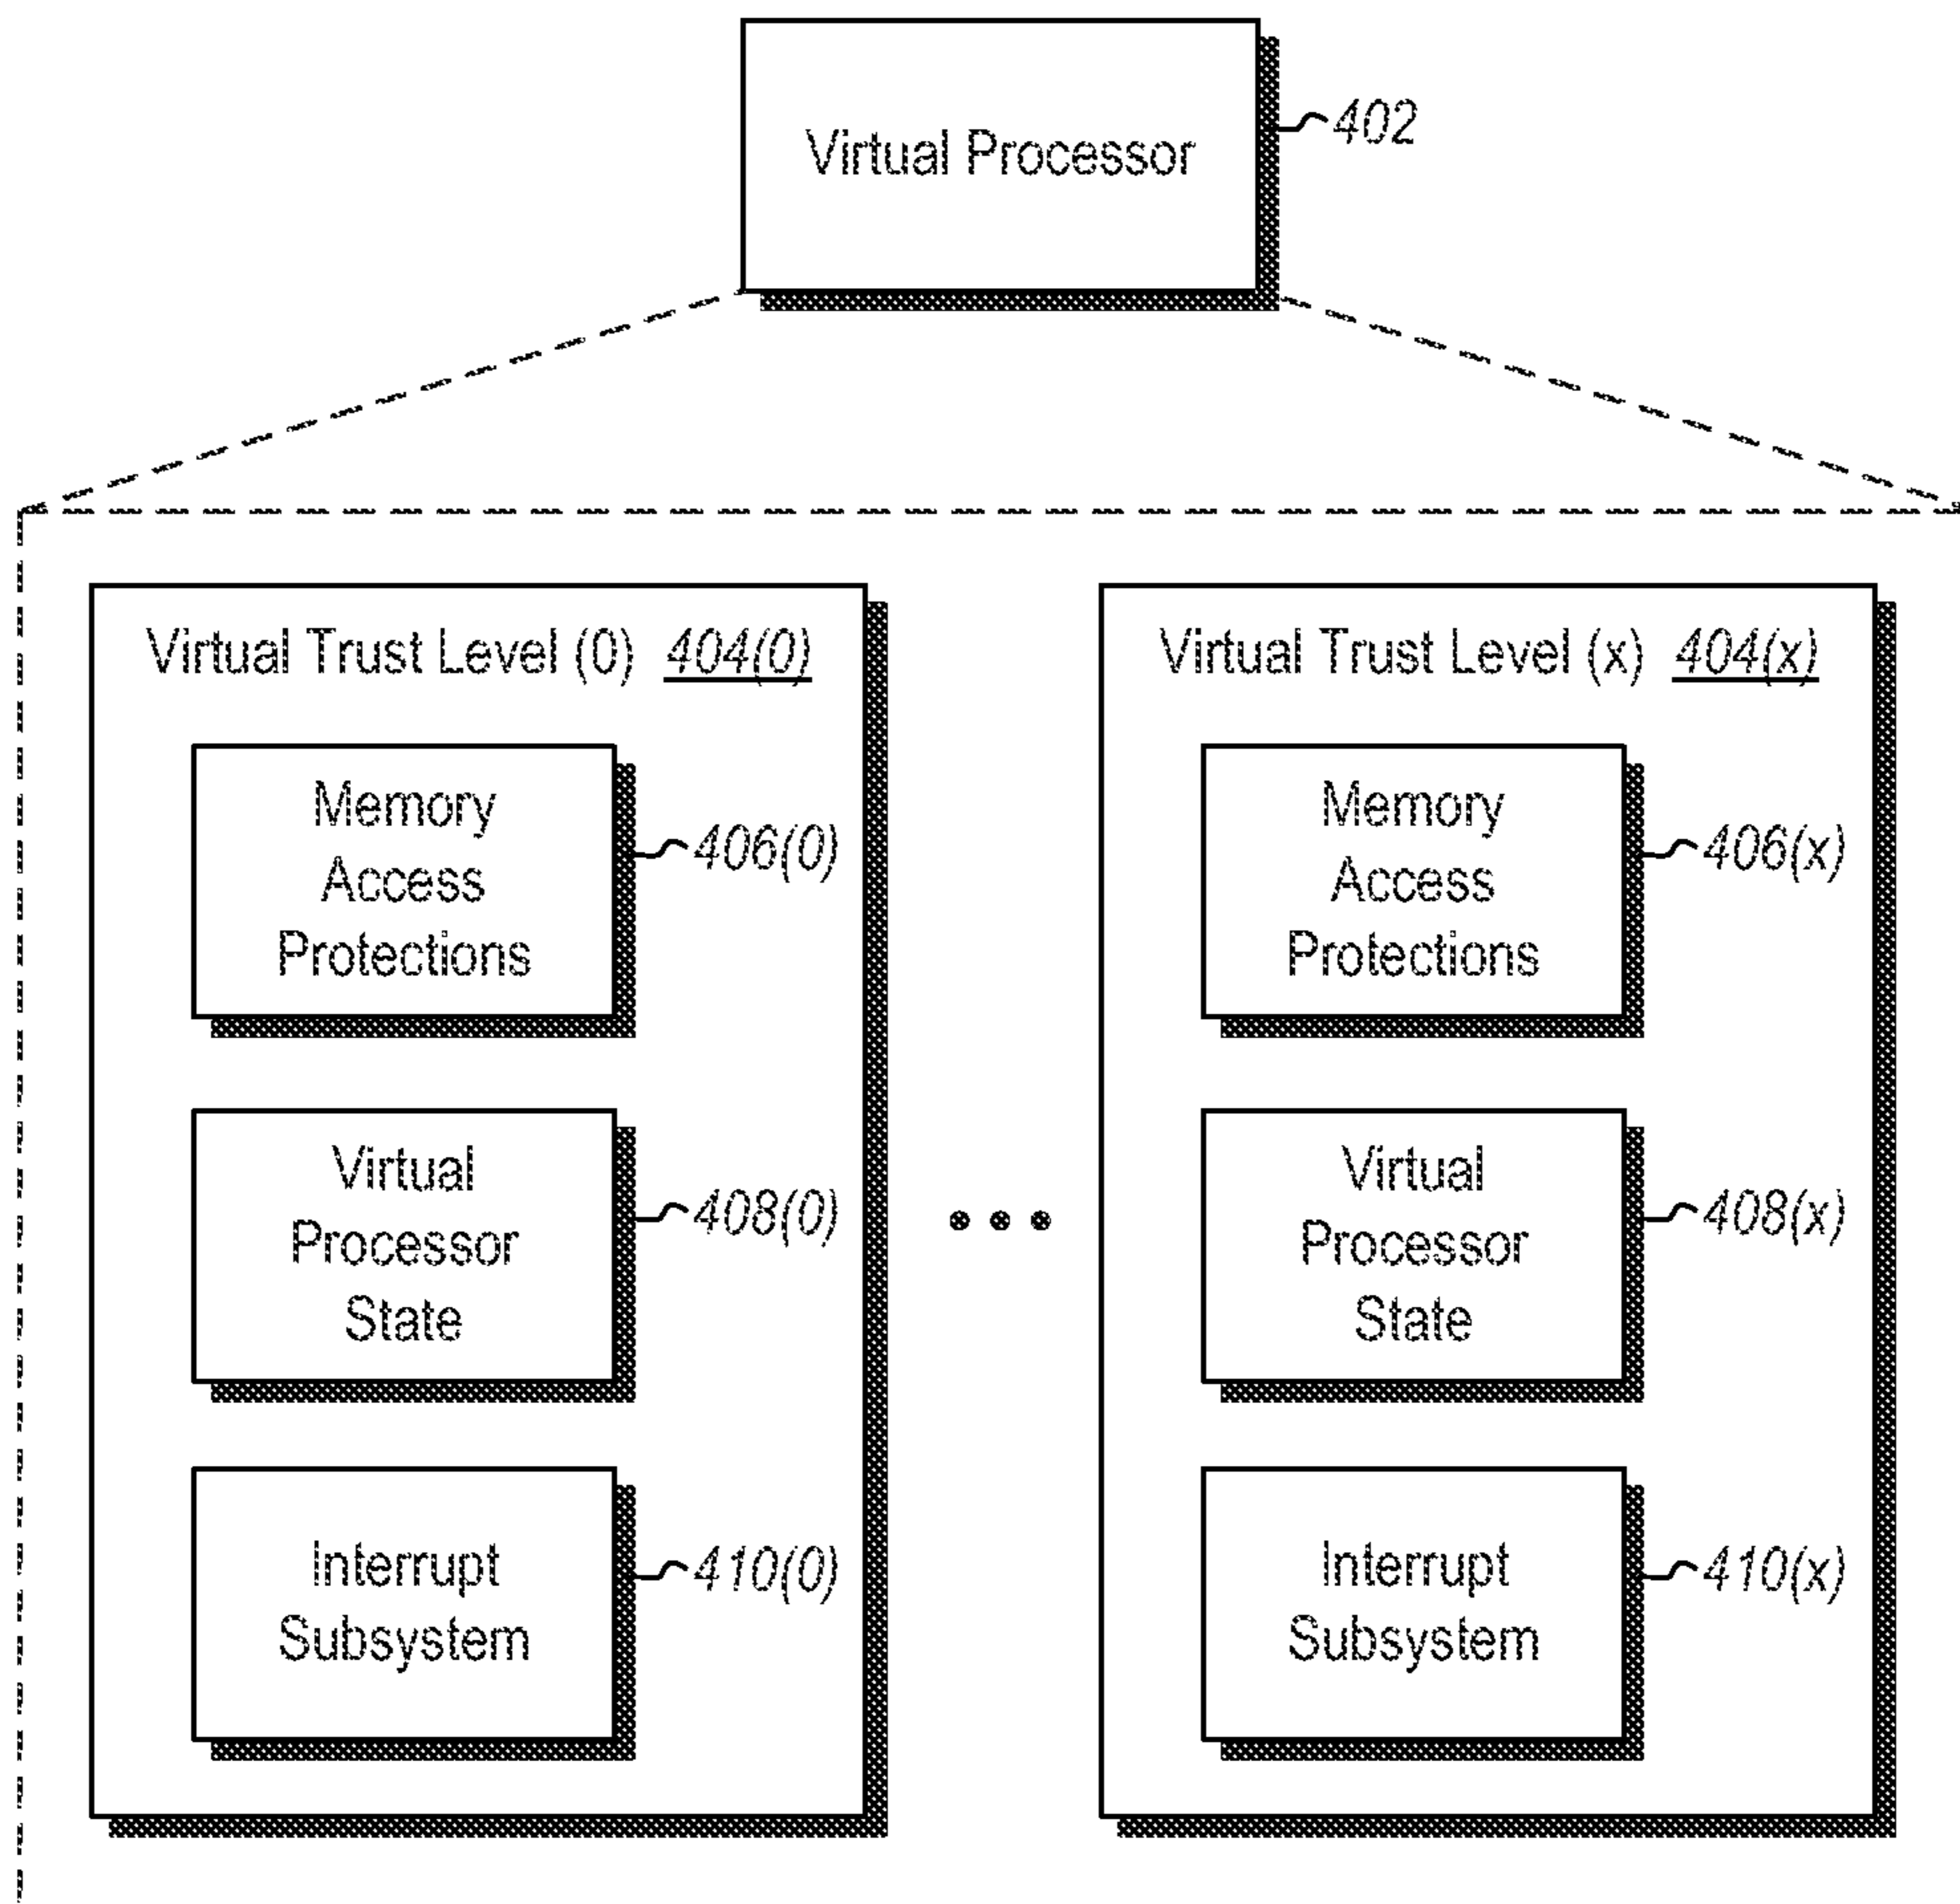 Virtual Processor
402
Virtual Trust Level (0) 404(0)
Memory
Access
Protections
406(0)
Virtual
Processor
State
408(0)
Interrupt
Subsystem
410(0)
Virtual Trust Level (x) 404(x)
Memory
Access
Protections
406(x)
Virtual
Processor
State
408(x)
Interrupt
Subsystem
410(x)